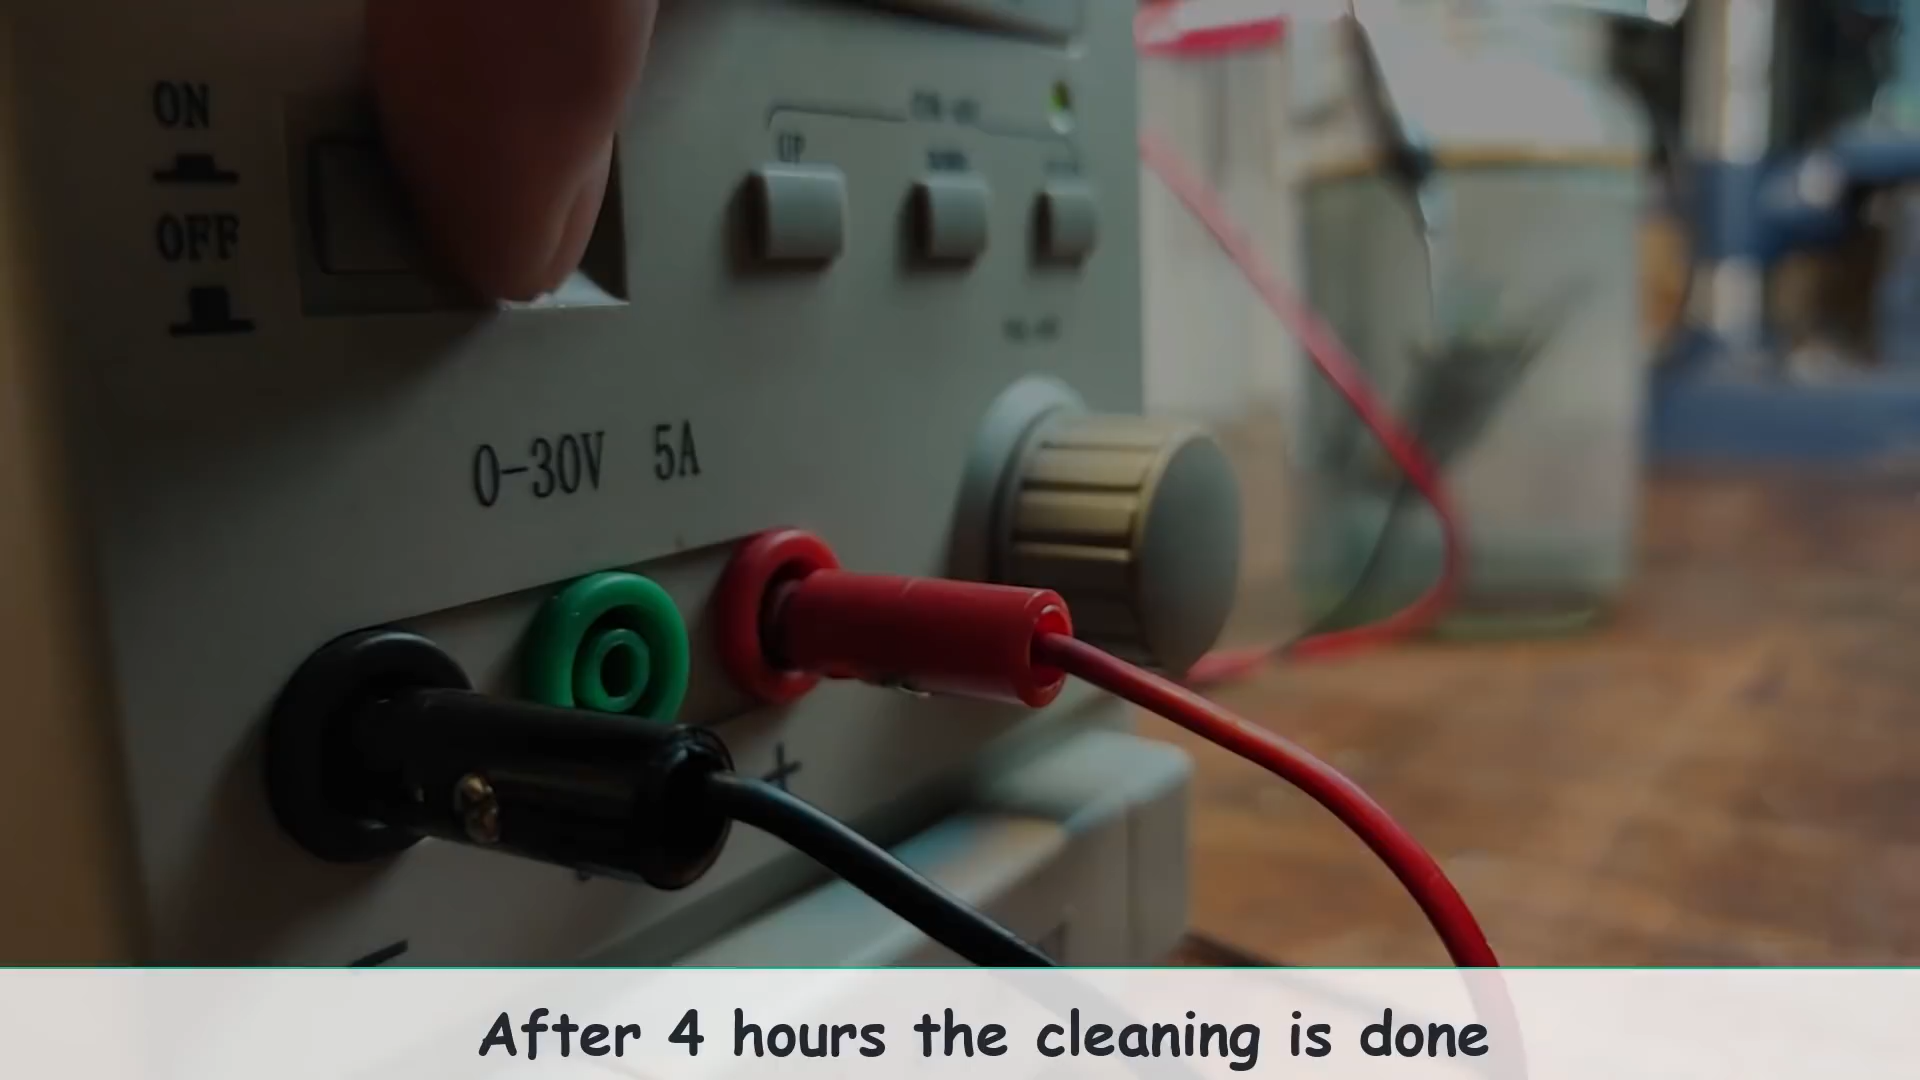 ON
OFF
UP
0-30V 5A
+
After 4 hours the cleaning is done